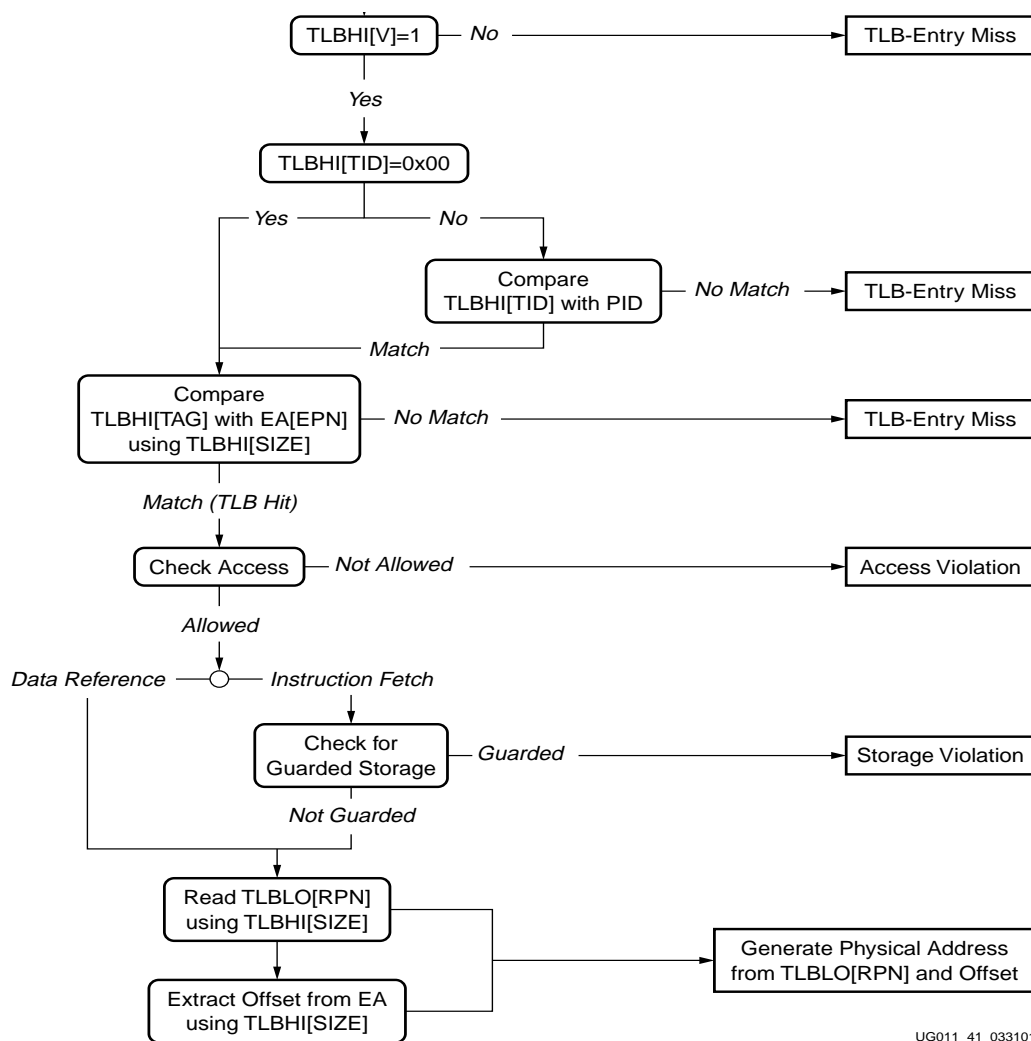 TLBHI[V]=1
No
TLB-Entry Miss
Yes
TLBHI[TID]=0x00
Yes
No
Compare
TLBHI[TID] with PID
No Match
TLB-Entry Miss
Match
Compare
TLBHI[TAG] with EA[EPN]
using TLBHI[SIZE]
No Match
TLB-Entry Miss
Match (TLB Hit)
Check Access
Not Allowed
Access Violation
Allowed
Data Reference
Instruction Fetch
Check for
Guarded Storage
Guarded
Storage Violation
Not Guarded
Read TLBLO[RPN]
using TLBHI[SIZE]
Generate Physical Address
from TLBLO[RPN] and Offset
Extract Offset from EA
using TLBHI[SIZE]
UG011_41_033101